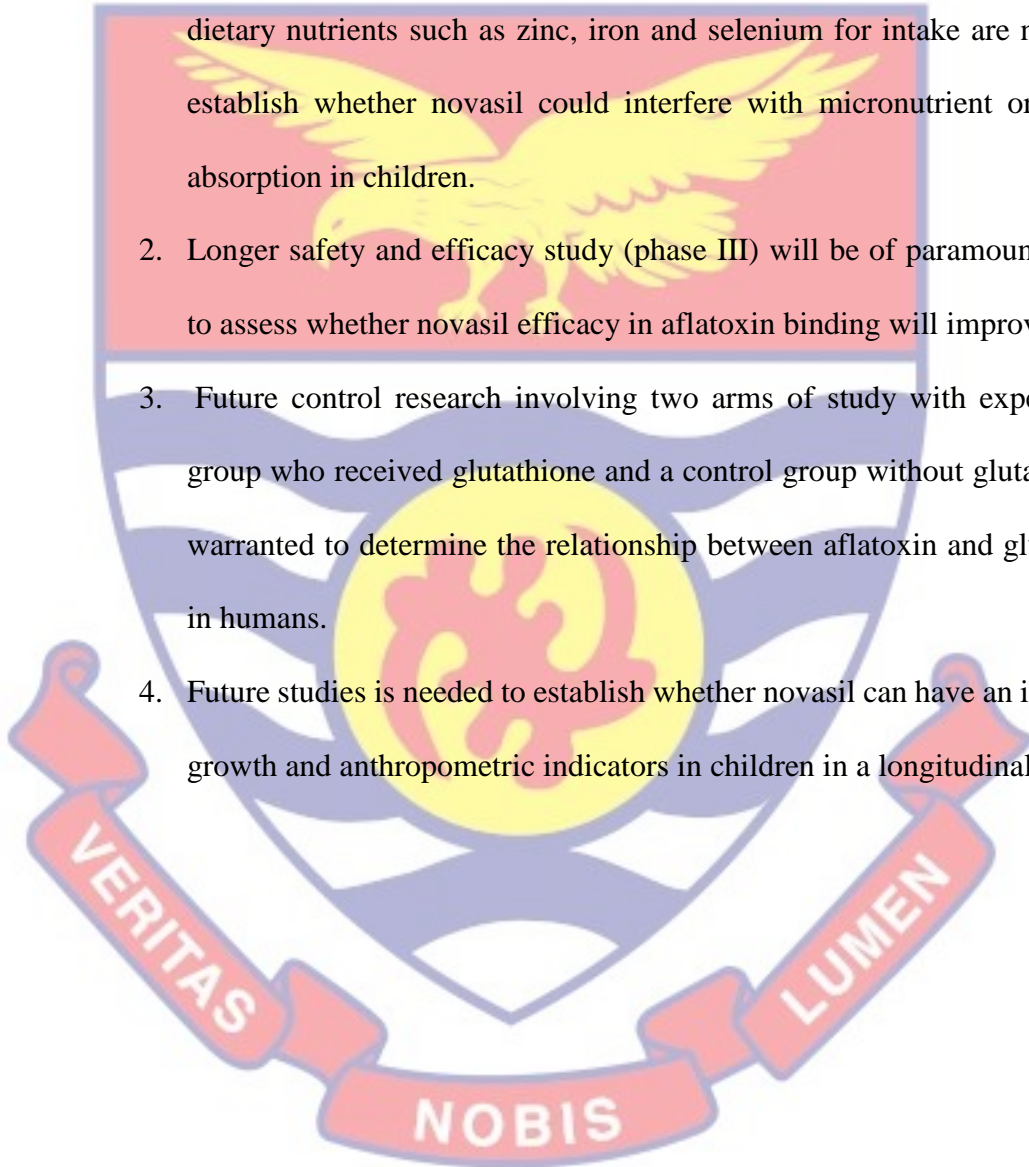 dietary nutrients such as zinc, iron and selenium for intake are
establish whether novasil could interfere with micronutrient or
absorption in children.
2. Longer safety and efficacy study (phase III) will be of paramoun
to assess whether novasil efficacy in aflatoxin binding will improv
3. Future control research involving two arms of study with expe
group who received glutathione and a control group without gluta
warranted to determine the relationship between aflatoxin and gl
in humans.
4. Future studies is needed to establish whether novasil can have an i
growth and anthropometric indicators in children in a longitudinal
VERITAS
NOBIS
LUMEN